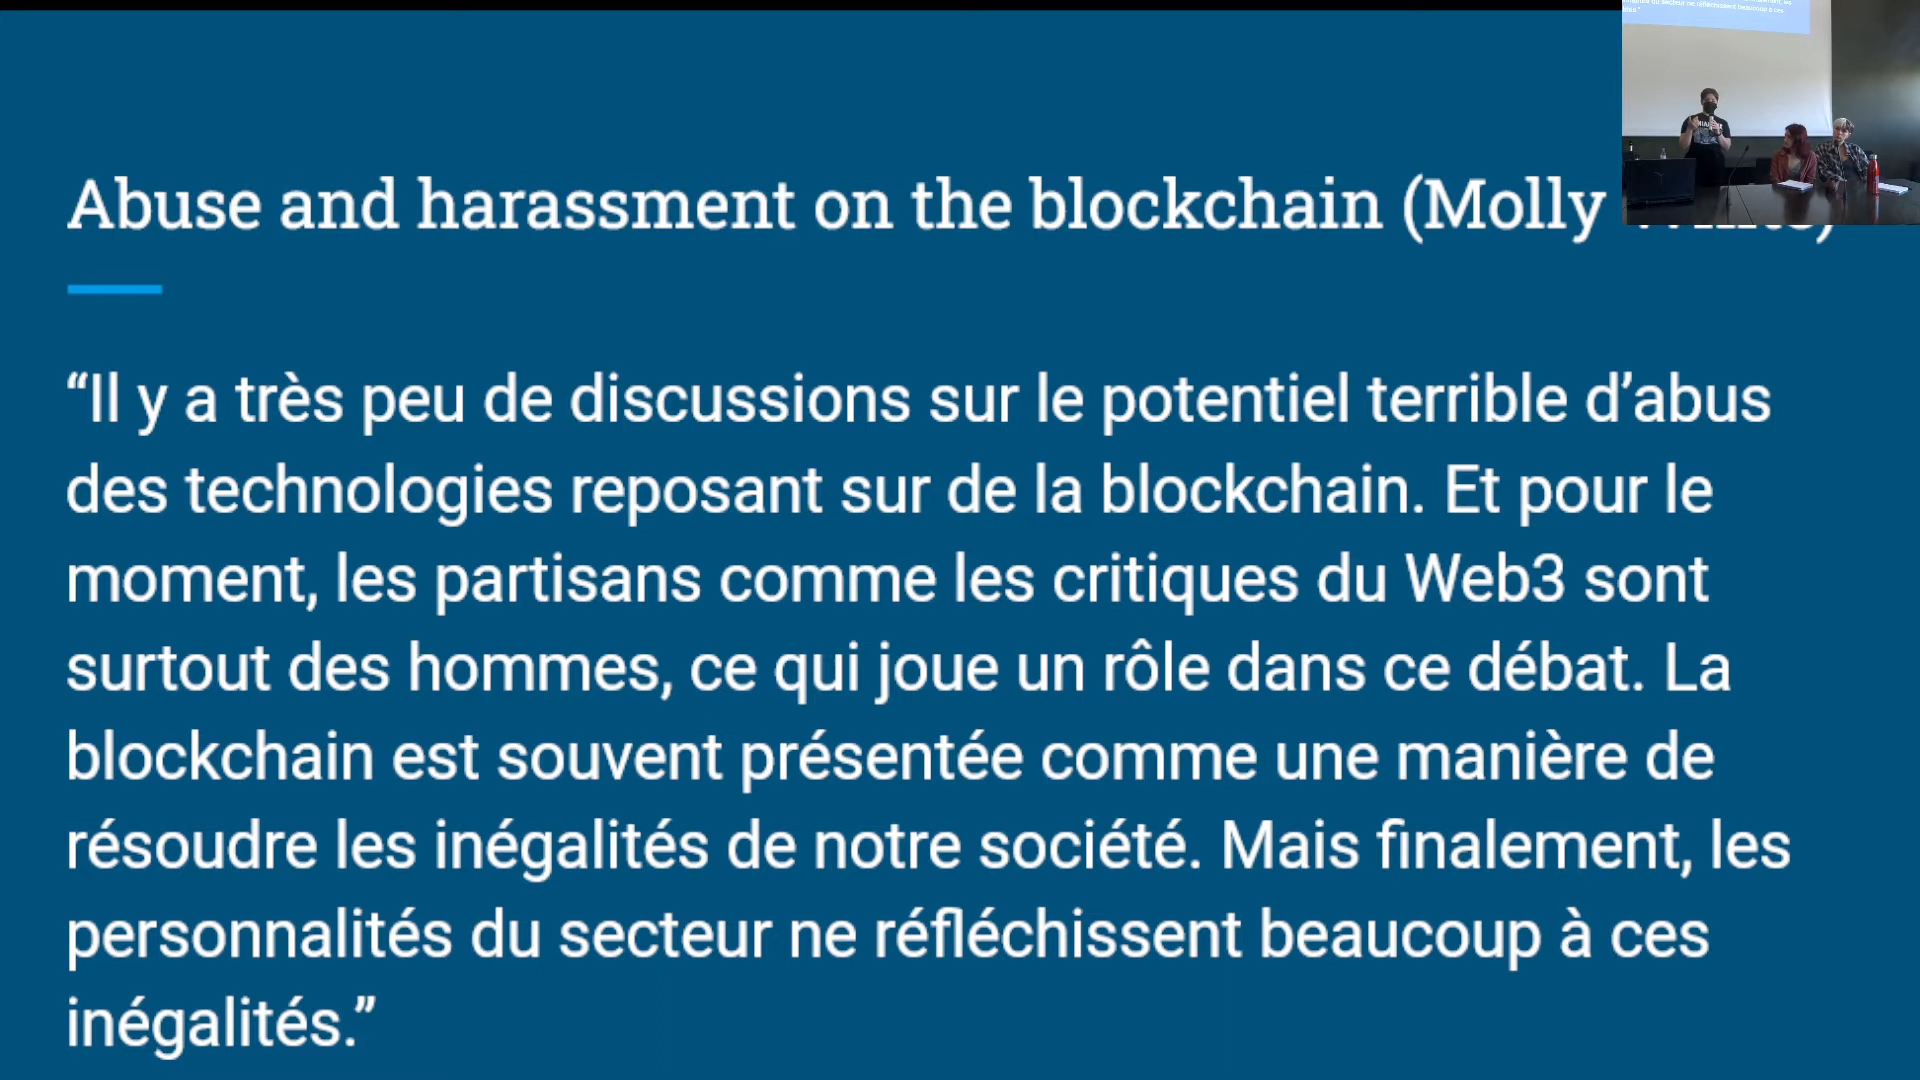 Abuse and harassment on the blockchain (Molly
“Il y a très peu de discussions sur le potentiel terrible d’abus
des technologies reposant sur de la blockchain. Et pour le
moment, les partisans comme les critiques du Web3 sont
surtout des hommes, ce qui joue un rôle dans ce débat. La
blockchain est souvent présentée comme une manière de
résoudre les inégalités de notre société. Mais finalement, les
personnalités du secteur ne réfléchissent beaucoup à ces
inégalités.”